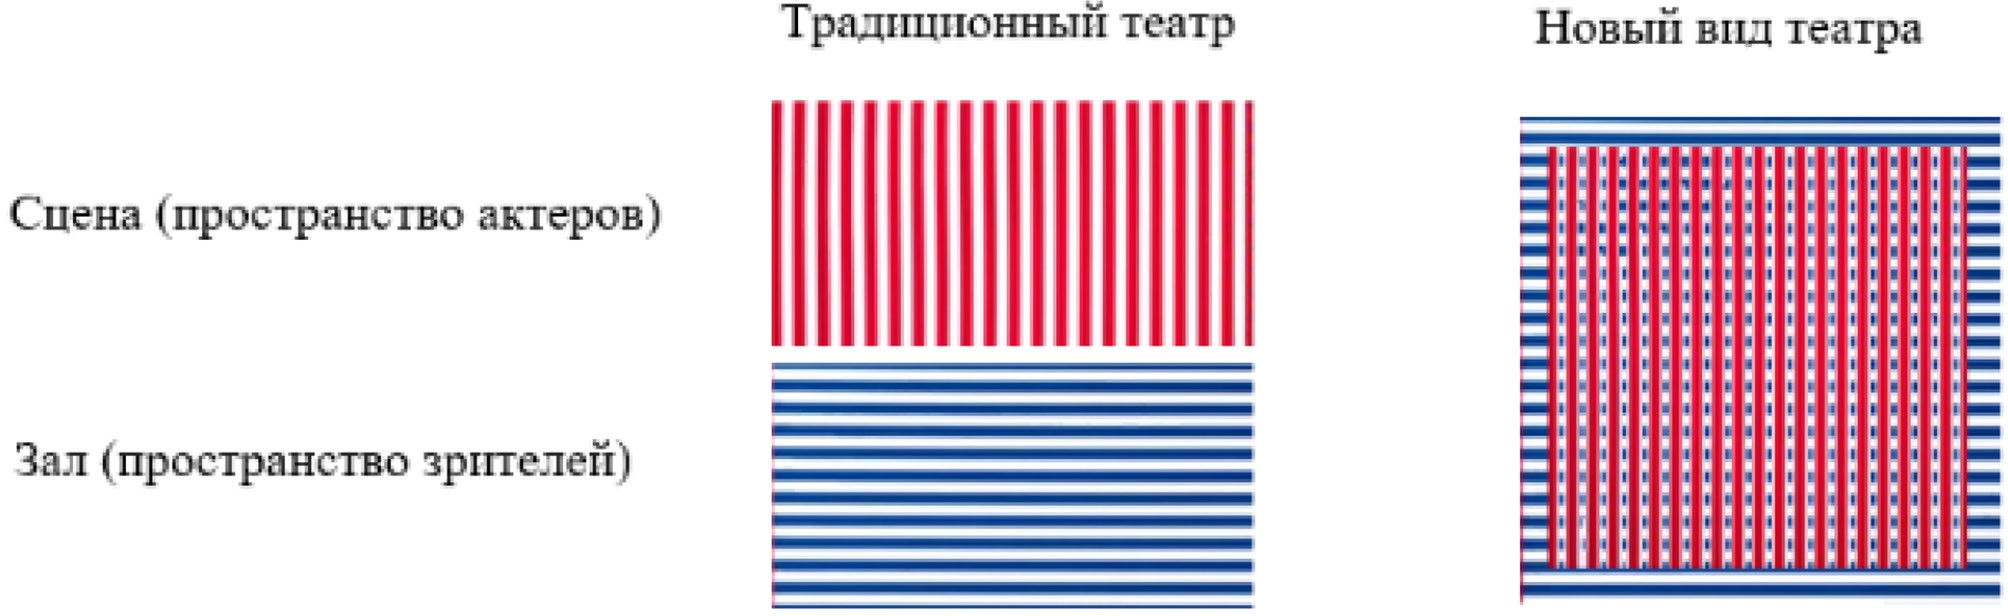 Традиционный театр
Новый вид театра
Сцена (пространство актеров)
Зал (пространство зрителей)